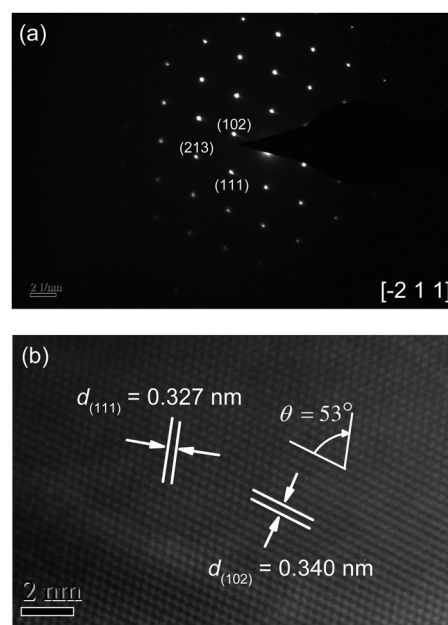 (a)
(102)
(213)
(111)
2 1/nm
[-2 1 1]
(b)
d(111) = 0.327 nm
θ = 53°
d(102) = 0.340 nm
2 nm